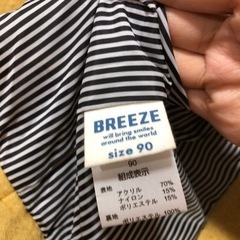 BREEZE
will bring smiles
around the world
size 90
90
組成表示
表地
アクリル 70%
ナイロン 15%
ポリエステル 15%
裏地
ポリエステル 100%